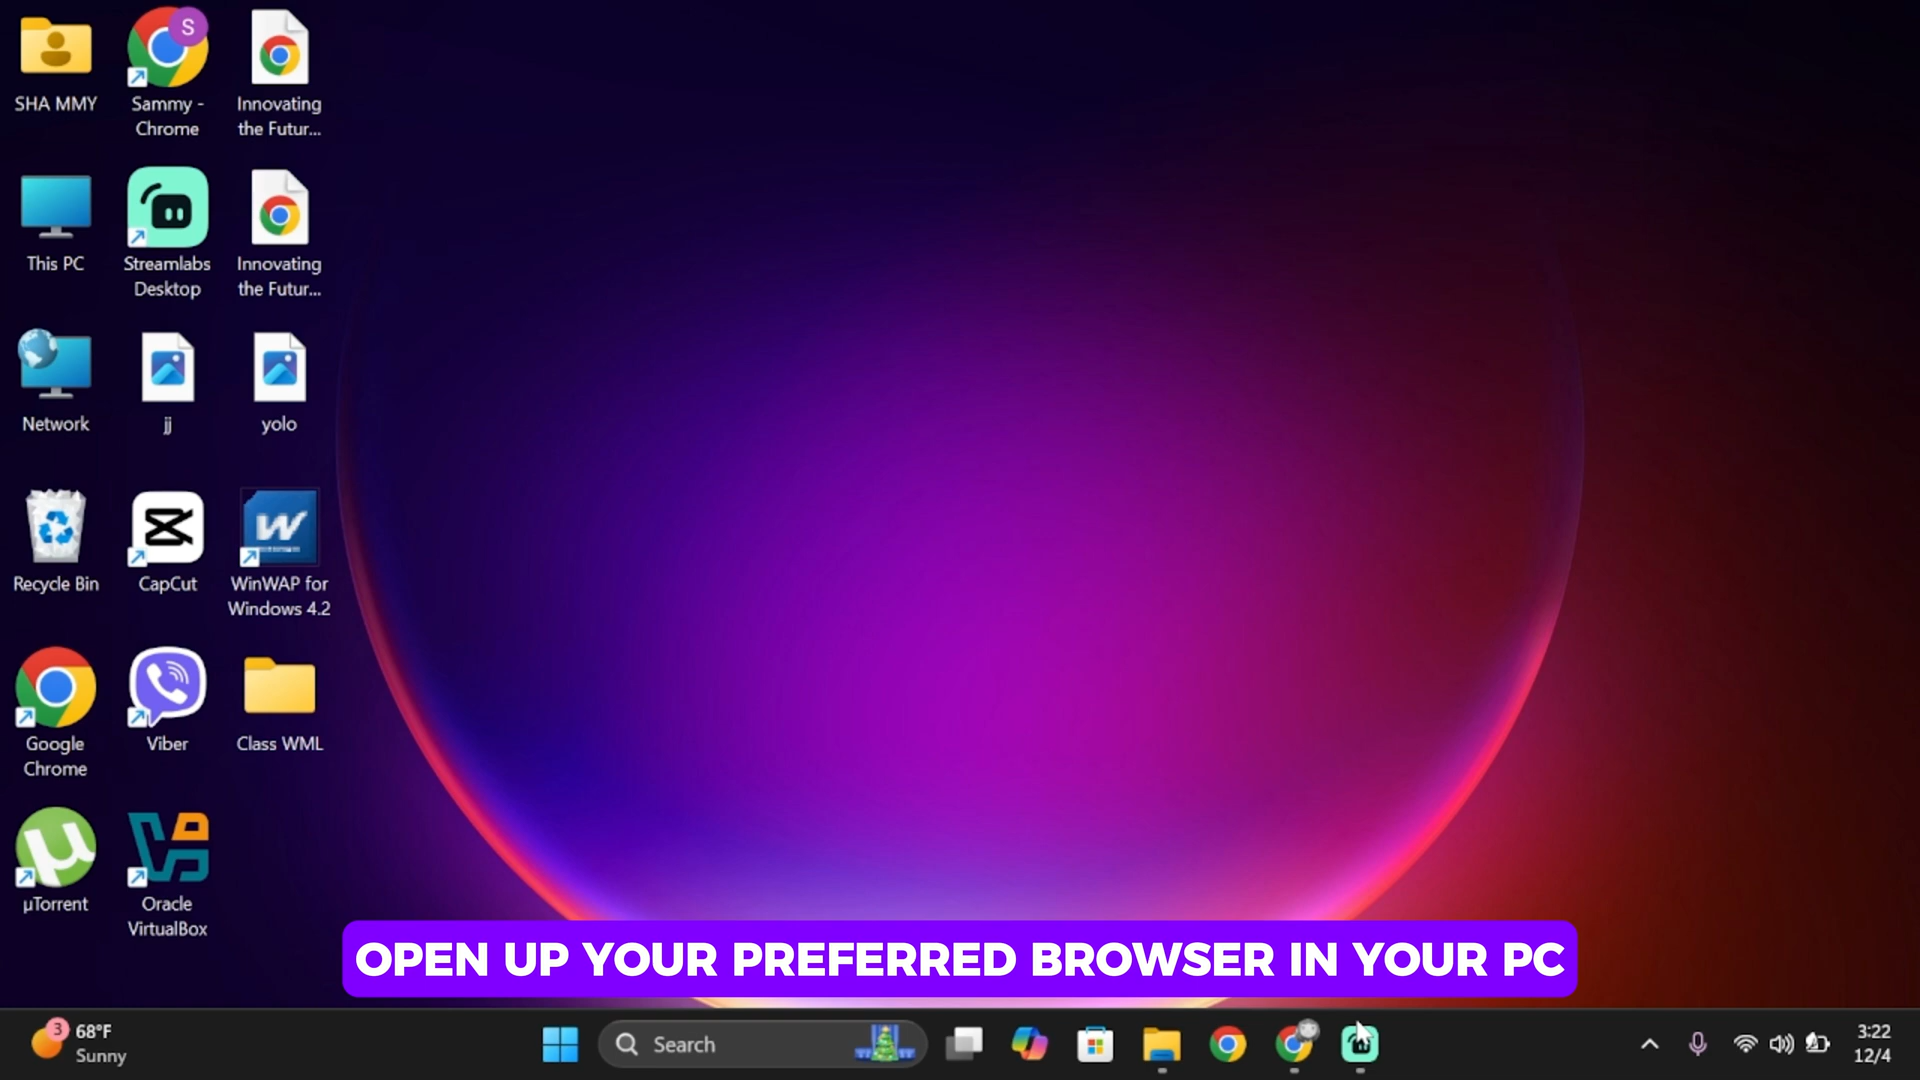 S
SHA MMY
Sammy -
Chrome
Innovating
the Futur...
This PC
Streamlabs
Desktop
Innovating
the Futur...
Network
jj
yolo
W
Recycle Bin
CapCut
WinWAP for
Windows 4.2
Google
Chrome
Viber
Class WML
µ
µTorrent
Oracle
VirtualBox
OPEN UP YOUR PREFERRED BROWSER IN YOUR PC
3
68°F
Sunny
Search
3:22
12/4